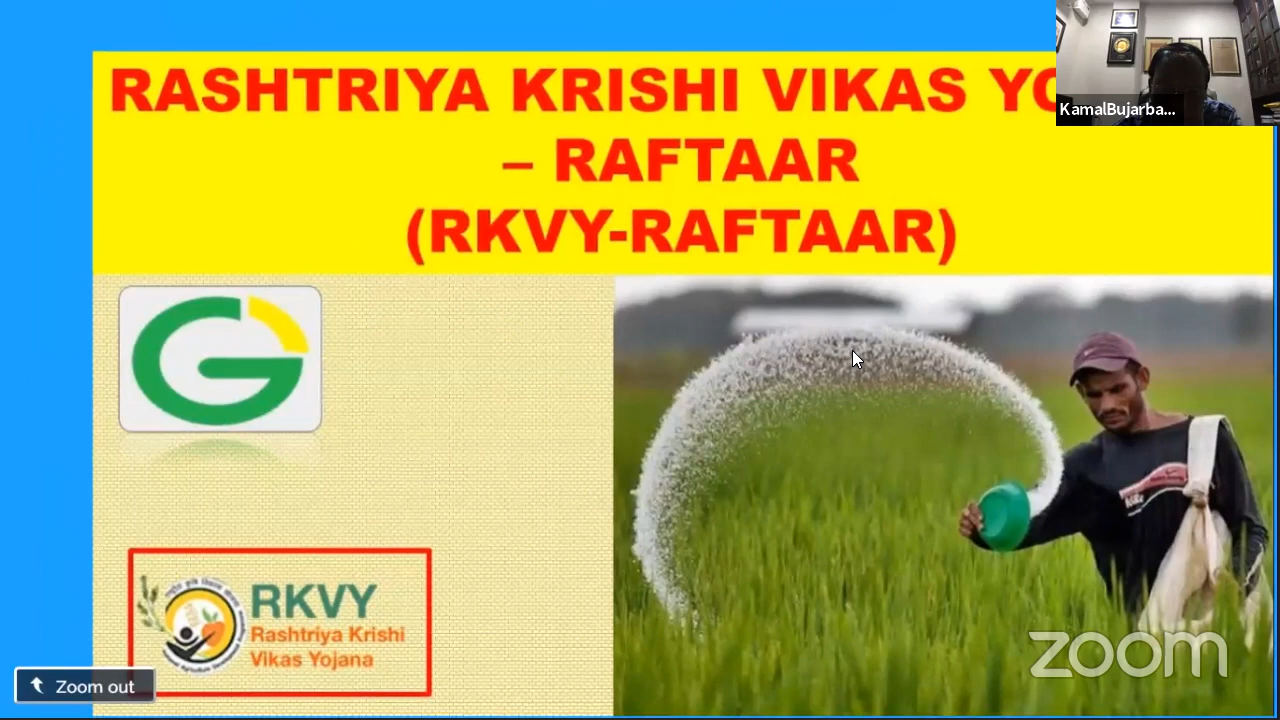 RASHTRIYA KRISHI VIKAS YO
– RAFTAAR
(RKVY-RAFTAAR)
KamalBujarba...
RKVY
Rashtriya Krishi
Vikas Yojana
Zoom out
zoom